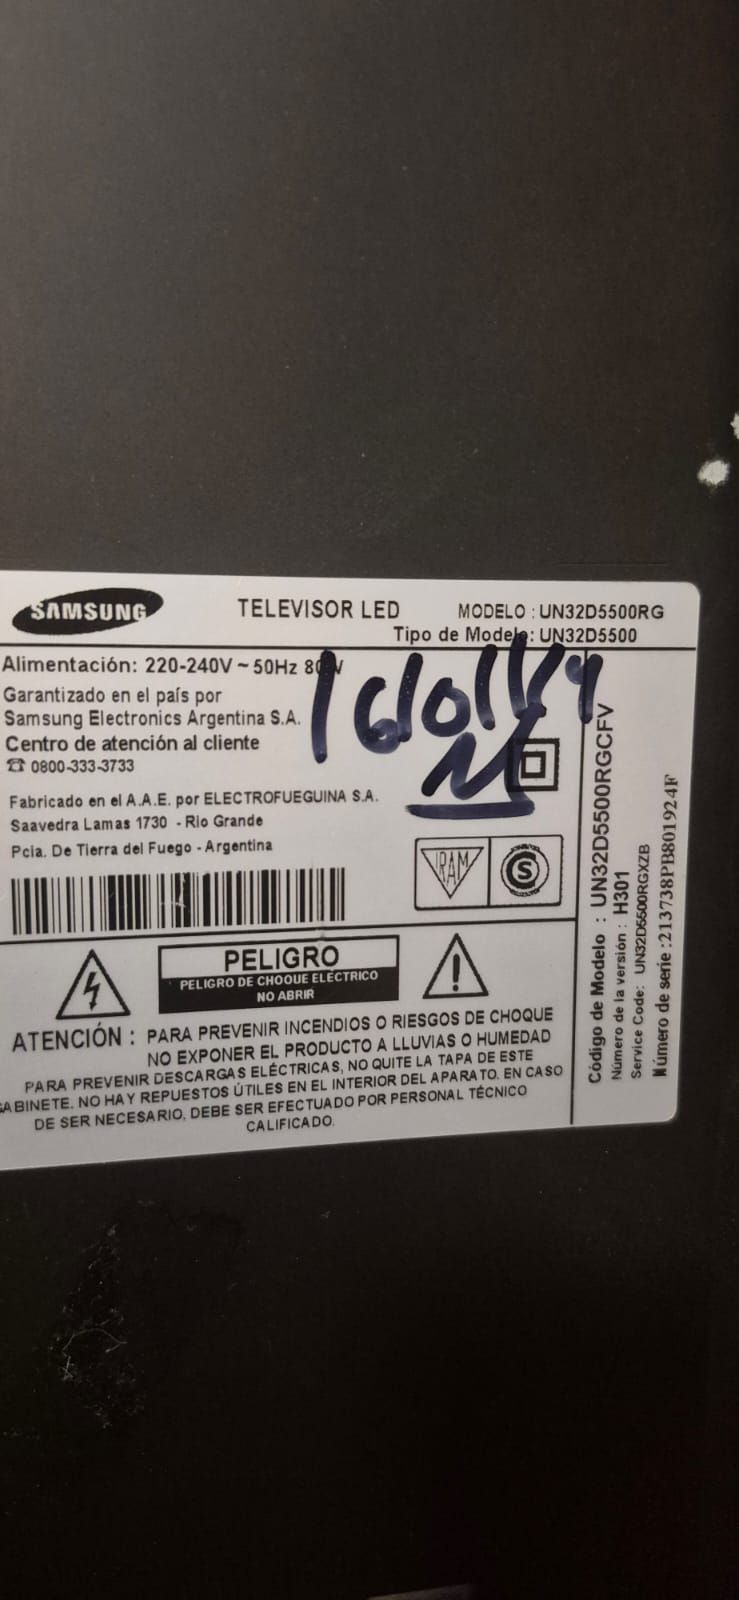 SAMSUNG
TELEVISOR LED
MODELO : UN32D5500RG
Tipo de Modelo: UN32D5500
Alimentación: 220-240V ~ 50Hz
Garantizado en el país por
Samsung Electronics Argentina S.A.
Centro de atención al cliente
☎ 0800-333-3733
Fabricado en el A.A.E. por ELECTROFUEGUINA S.A.
Saavedra Lamas 1730 - Rio Grande
Pcia. De Tierra del Fuego - Argentina
IRAM
S
PELIGRO
PELIGRO DE CHOQUE ELÉCTRICO
NO ABRIR
ATENCIÓN : PARA PREVENIR INCENDIOS O RIESGOS DE CHOQUE
NO EXPONER EL PRODUCTO A LLUVIAS O HUMEDAD
PARA PREVENIR DESCARGAS ELÉCTRICAS, NO QUITE LA TAPA DE ESTE
GABINETE. NO HAY REPUESTOS ÚTILES EN EL INTERIOR DEL APARATO. EN CASO
DE SER NECESARIO, DEBE SER EFECTUADO POR PERSONAL TÉCNICO
CALIFICADO.
Código de Modelo : UN32D5500RGCFV
Número de la versión : H301
Service Code: UN32D5500RGXZB
Número de serie :213738PB801924F